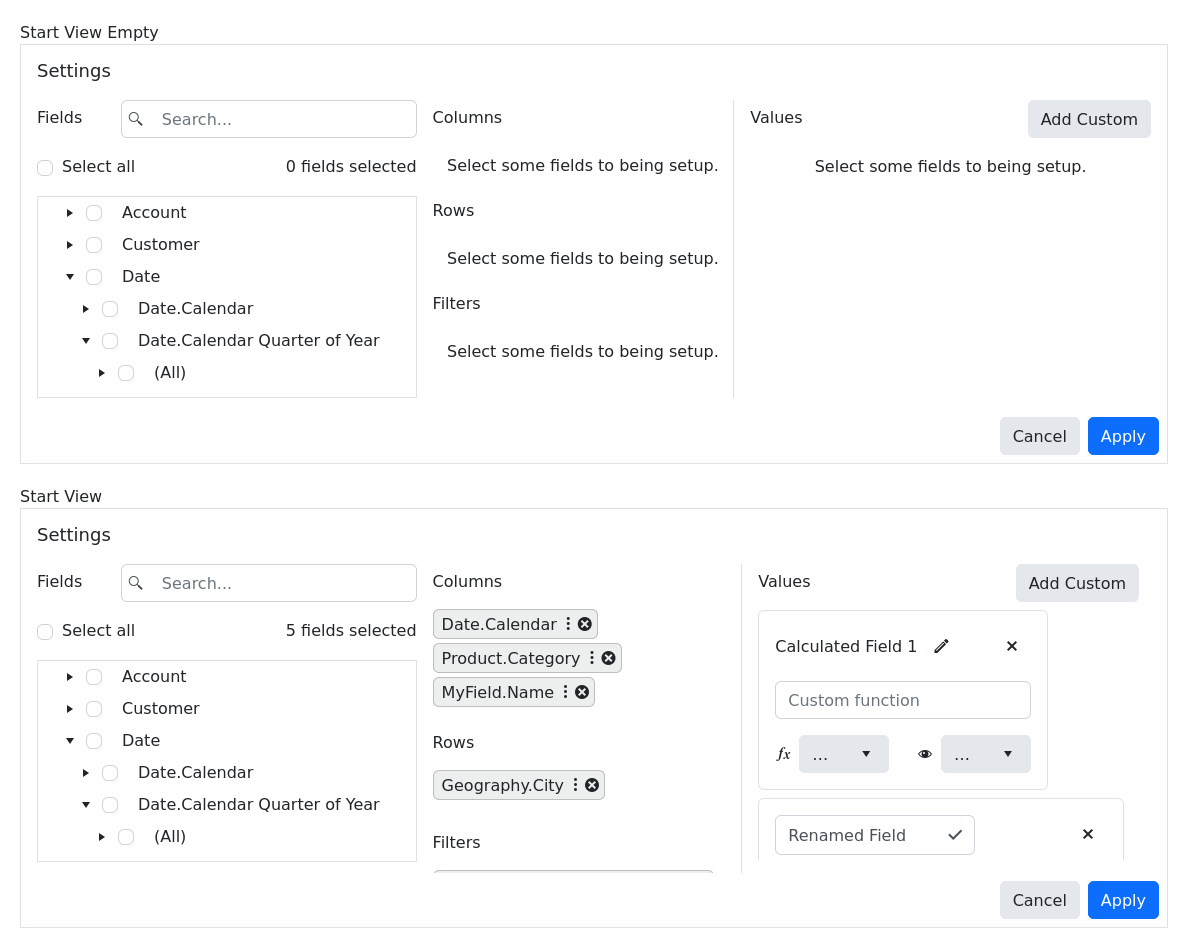 Start View Empty
Settings
Fields
Search...
Columns
Values
Add Custom
Select all
0 fields selected
Select some fields to being setup.
Select some fields to being setup.
Account
Rows
Customer
Select some fields to being setup.
Date
Filters
Date.Calendar
Date.Calendar Quarter of Year
Select some fields to being setup.
(All)
Cancel
Apply
Start View
Settings
Fields
Search...
Columns
Values
Add Custom
Select all
5 fields selected
Date.Calendar
Product.Category
MyField.Name
Calculated Field 1
Account
Customer
Custom function
Date
Rows
fx
...
...
Date.Calendar
Geography.City
Date.Calendar Quarter of Year
(All)
Filters
Renamed Field
Cancel
Apply